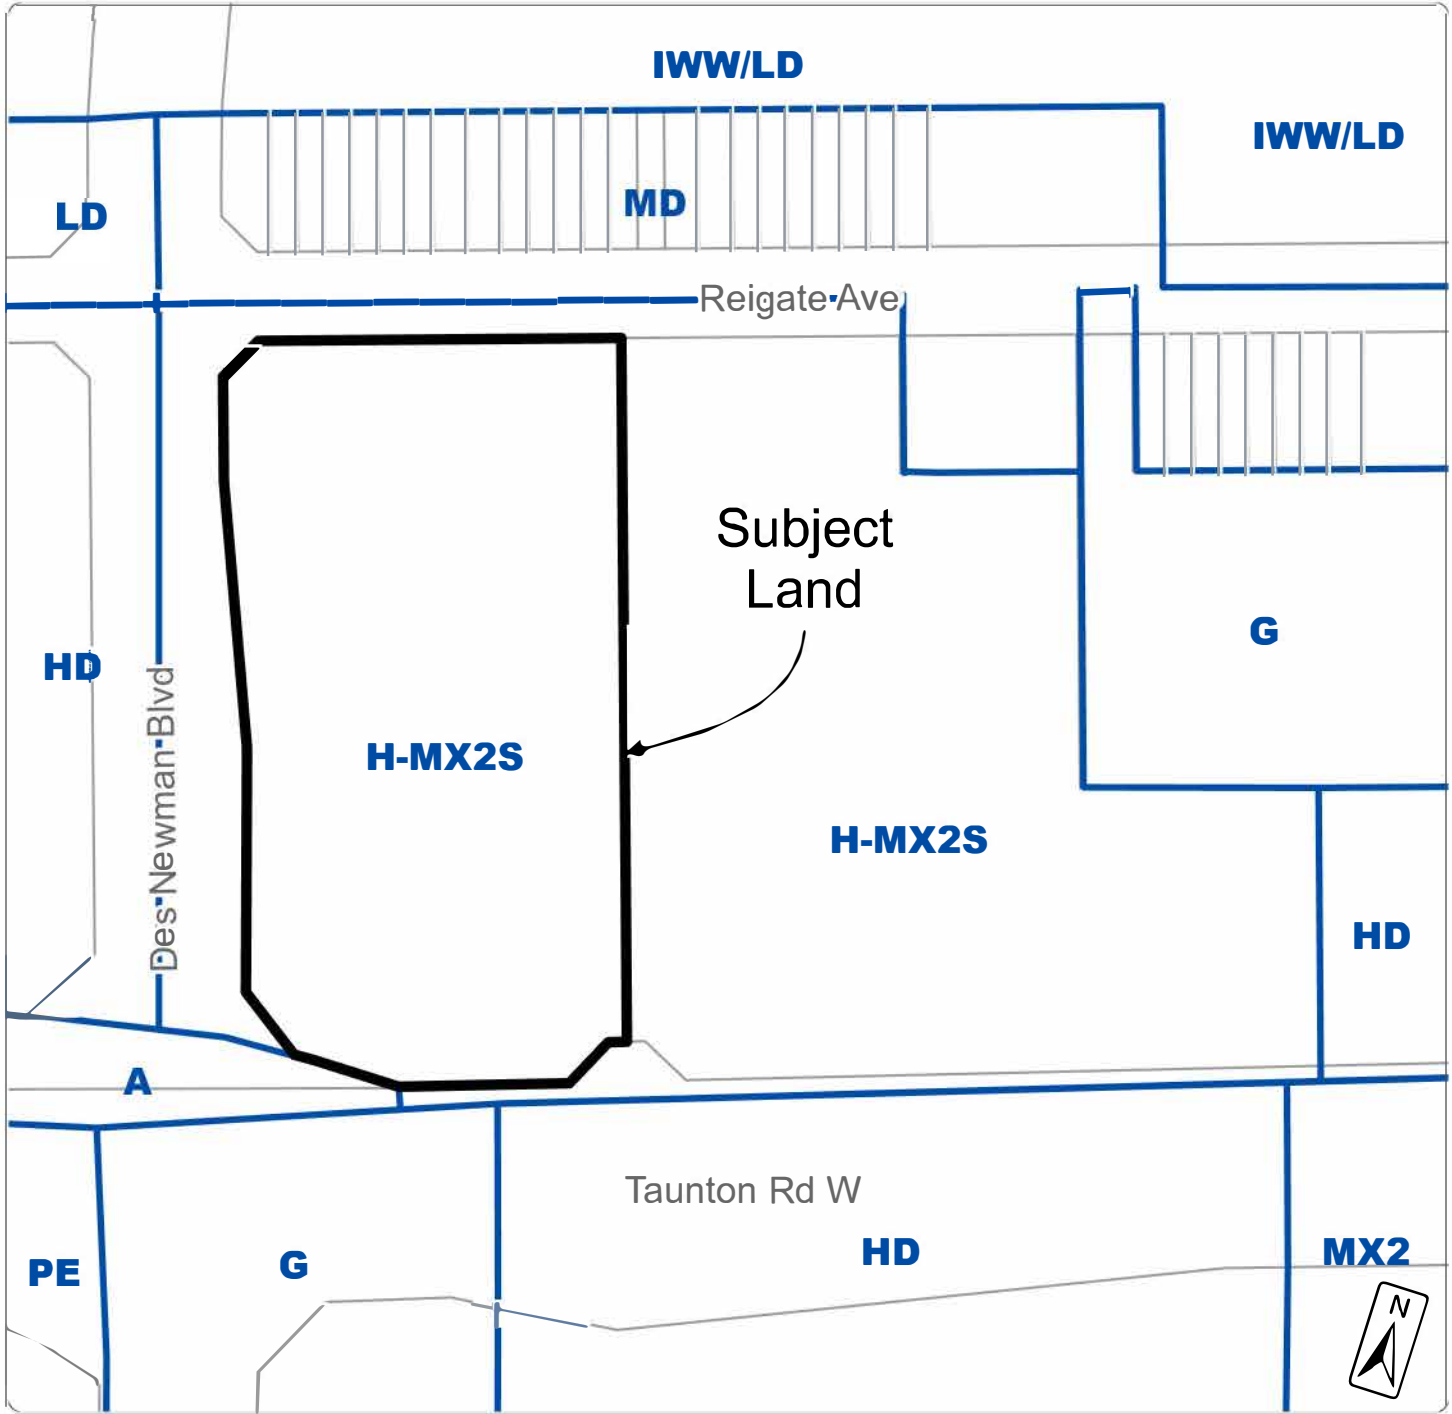 IWW/LD
IWW/LD
LD
MD
Reigate Ave
Subject
Land
G
HD
Des Newman Blvd
H-MX2S
H-MX2S
HD
A
Taunton Rd W
HD
MX2
G
PE
N